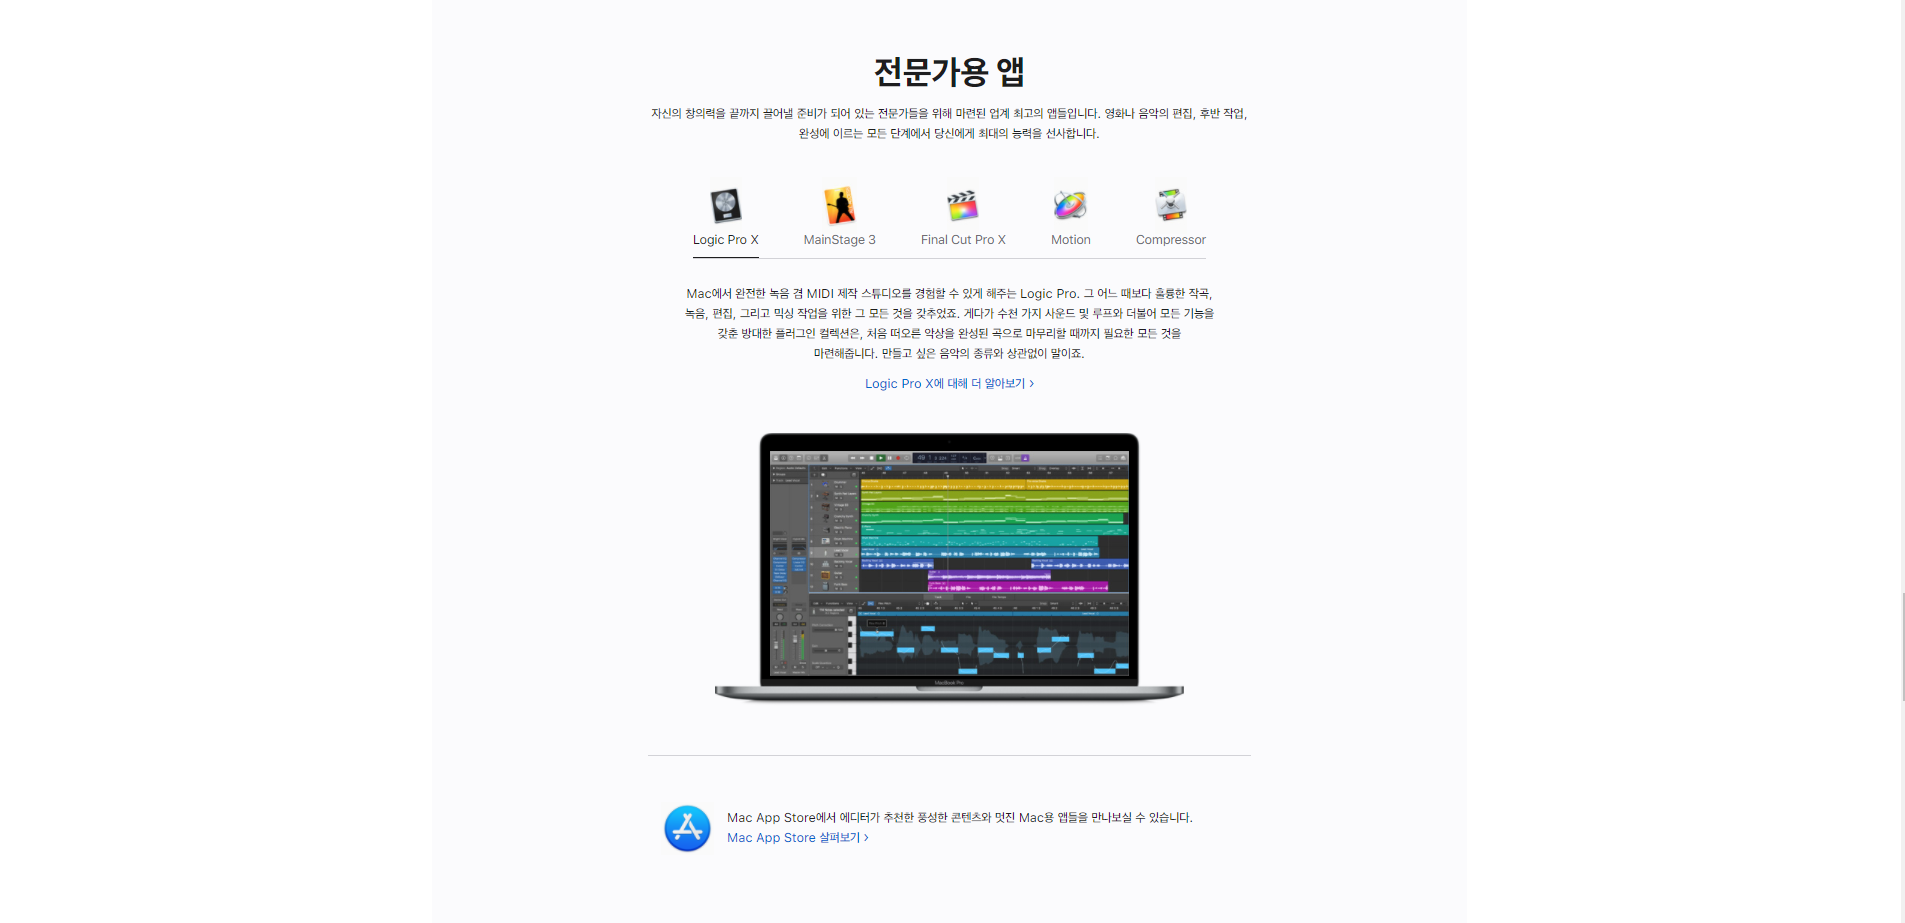 전문가용 앱
자신의 창의력을 끝까지 끌어낼 준비가 되어 있는 전문가들을 위해 마련된 업계 최고의 앱들입니다. 영화나 음악의 편집, 후반 작업,
완성에 이르는 모든 단계에서 당신에게 최대의 능력을 선사합니다.
Logic Pro X
MainStage 3
Final Cut Pro X
Motion
Compressor
Mac에서 완전한 녹음 겸 MIDI 제작 스튜디오를 경험할 수 있게 해주는 Logic Pro. 그 어느 때보다 훌륭한 작곡,
녹음, 편집, 그리고 믹싱 작업을 위한 그 모든 것을 갖추었죠. 게다가 수천 가지 사운드 및 루프와 더불어 모든 기능을
갖춘 방대한 플러그인 컬렉션은, 처음 떠오른 악상을 완성된 곡으로 마무리할 때까지 필요한 모든 것을
마련해줍니다. 만들고 싶은 음악의 종류와 상관없이 말이죠.
Logic Pro X에 대해 더 알아보기 >
MacBook Pro
Mac App Store에서 에디터가 추천한 풍성한 콘텐츠와 멋진 Mac용 앱들을 만나보실 수 있습니다.
Mac App Store 살펴보기 >